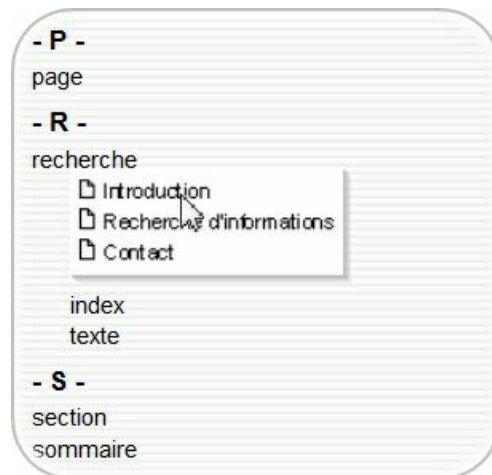 - P -
page
- R -
recherche
Introduction
Recherche d'informations
Contact
index
texte
- S -
section
sommaire